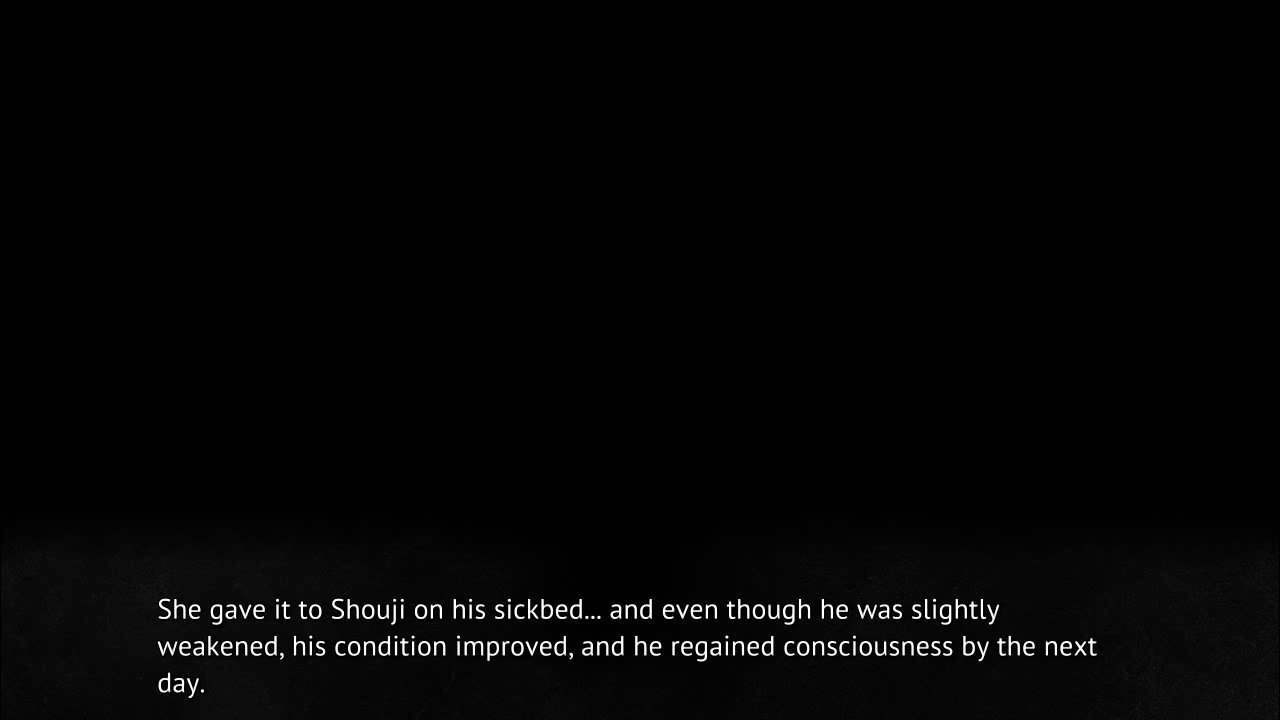 She gave it to Shouji on his sickbed... and even though he was slightly
weakened, his condition improved, and he regained consciousness by the next
day.